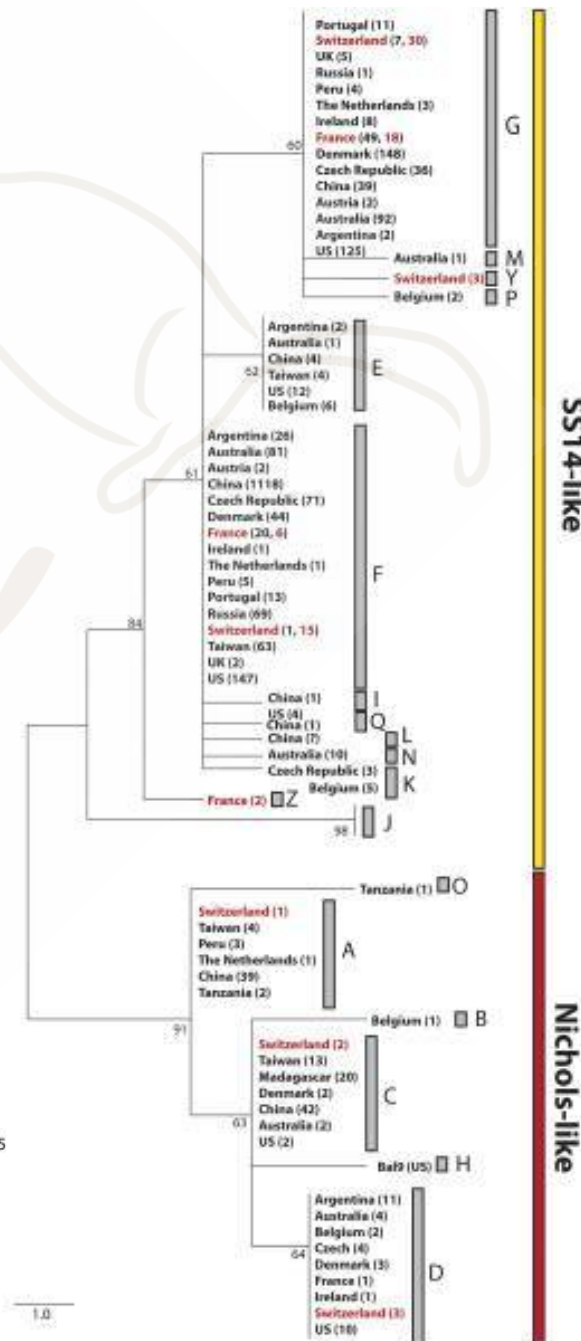 Portugal (11)
Switzerland (7, 30)
UK (5)
Russia (1)
Peru (4)
The Netherlands (3)
Ireland (8)
France (49, 18)
Denmark (148)
Czech Republic (36)
China (39)
Austria (2)
Australia (92)
Argentina (2)
US (125)
G
60
Australia (1)
M
Switzerland (3)
Y
Belgium (2)
P
Argentina (2)
Australia (1)
China (4)
Taiwan (4)
US (12)
Belgium (6)
E
62
SS14-like
Argentina (26)
Australia (81)
Austria (2)
China (1118)
Czech Republic (71)
Denmark (44)
France (20, 6)
Ireland (1)
The Netherlands (1)
Peru (5)
Portugal (13)
Russia (69)
Switzerland (1, 15)
Taiwan (63)
UK (2)
US (147)
F
61
China (1)
I
US (4)
China (1)
Q
China (7)
L
Australia (10)
N
Czech Republic (3)
Belgium (5)
K
84
France (2)
Z
98
J
Tanzania (1)
O
Switzerland (1)
Taiwan (4)
Peru (3)
The Netherlands (1)
China (39)
Tanzania (2)
A
91
Belgium (1)
B
Nichols-like
Switzerland (2)
Taiwan (13)
Madagascar (20)
Denmark (2)
China (42)
Australia (2)
US (2)
C
63
Bal9 (US)
H
s
Argentina (11)
Australia (4)
Belgium (2)
Czech (4)
Denmark (3)
France (1)
Ireland (1)
Switzerland (3)
US (10)
D
64
1.0